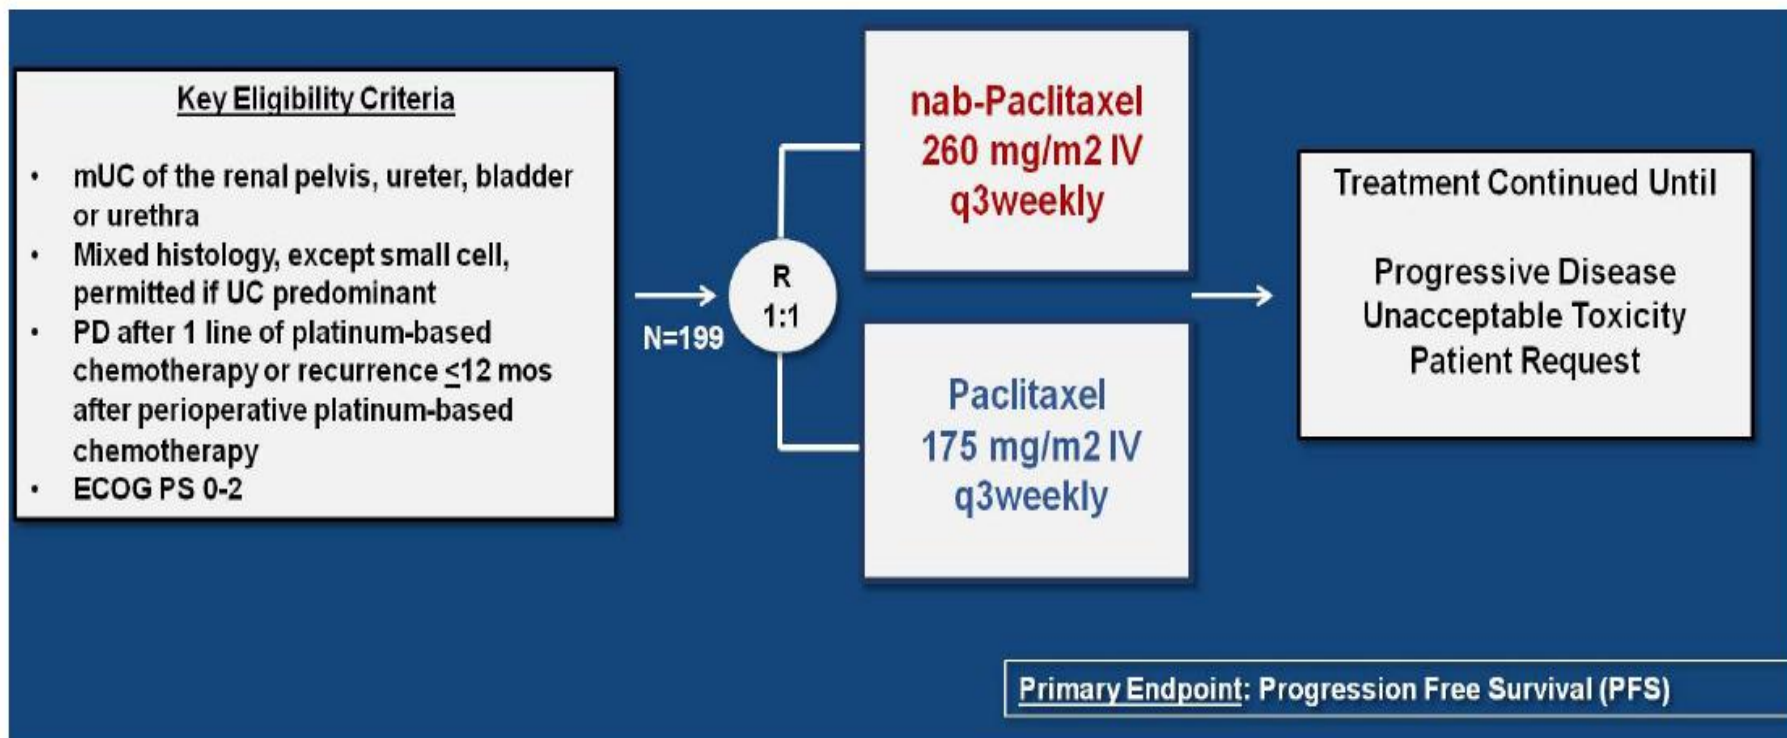 Key Eligibility Criteria
• mUC of the renal pelvis, ureter, bladder
or urethra
• Mixed histology, except small cell,
permitted if UC predominant
• PD after 1 line of platinum-based
chemotherapy or recurrence ≤12 mos
after perioperative platinum-based
chemotherapy
• ECOG PS 0-2
N=199
R
1:1
nab-Paclitaxel
260 mg/m2 IV
q3weekly
Paclitaxel
175 mg/m2 IV
q3weekly
Treatment Continued Until
Progressive Disease
Unacceptable Toxicity
Patient Request
Primary Endpoint: Progression Free Survival (PFS)